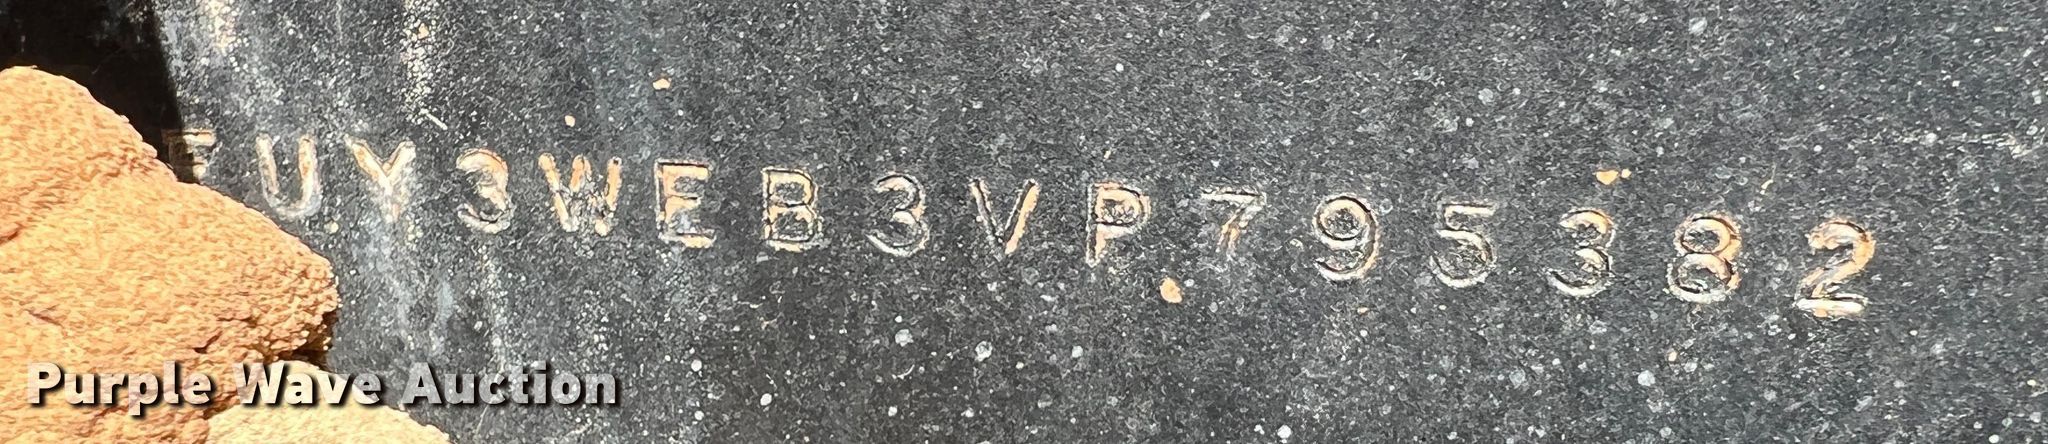 FUY3WEB3VP795382
Purple Wave Auction